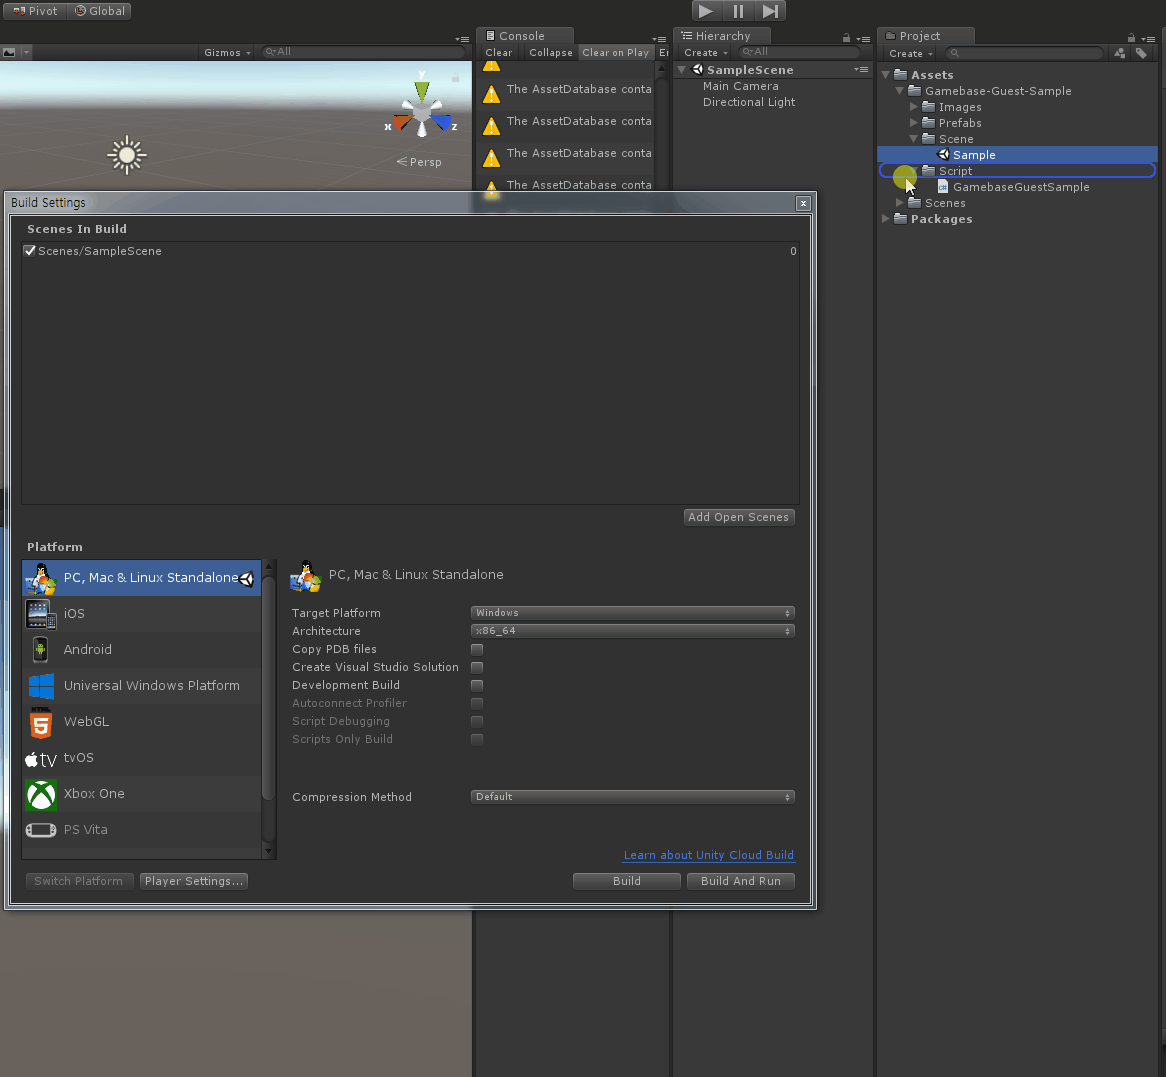 Pivot Global
Gizmos All
y
x
z
Persp
Console
Clear Collapse Clear on Play
The AssetDatabase conta
The AssetDatabase conta
The AssetDatabase conta
The AssetDatabase conta
Hierarchy
Create All
SampleScene
Main Camera
Directional Light
Project
Create
Assets
Gamebase-Guest-Sample
Images
Prefabs
Scene
Sample
Script
GamebaseGuestSample
Scenes
Packages
Build Settings
Scenes In Build
Scenes/SampleScene 0
Add Open Scenes
Platform
PC, Mac & Linux Standalone
iOS
Android
Universal Windows Platform
HTML
5
WebGL
tv
tvOS
Xbox One
PS Vita
PC, Mac & Linux Standalone
Target Platform Windows
Architecture x86_64
Copy PDB files
Create Visual Studio Solution
Development Build
Autoconnect Profiler
Script Debugging
Scripts Only Build
Compression Method Default
Learn about Unity Cloud Build
Switch Platform Player Settings... Build Build And Run